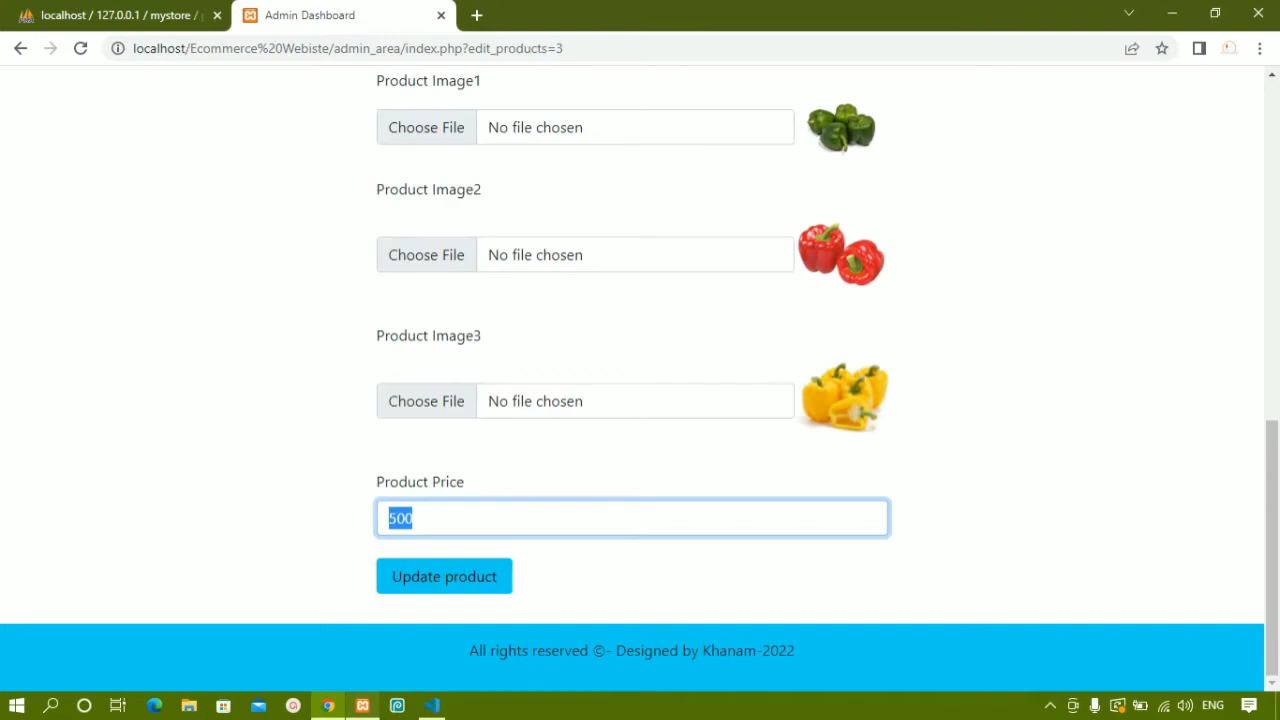 localhost / 127.0.0.1 / mystore /
Admin Dashboard
localhost/Ecommerce%20Webiste/admin_area/index.php?edit_products=3
Product Image1
Choose File
No file chosen
Product Image2
Choose File
No file chosen
Product Image3
Choose File
No file chosen
Product Price
500
Update product
All rights reserved ©- Designed by Khanam-2022
ENG